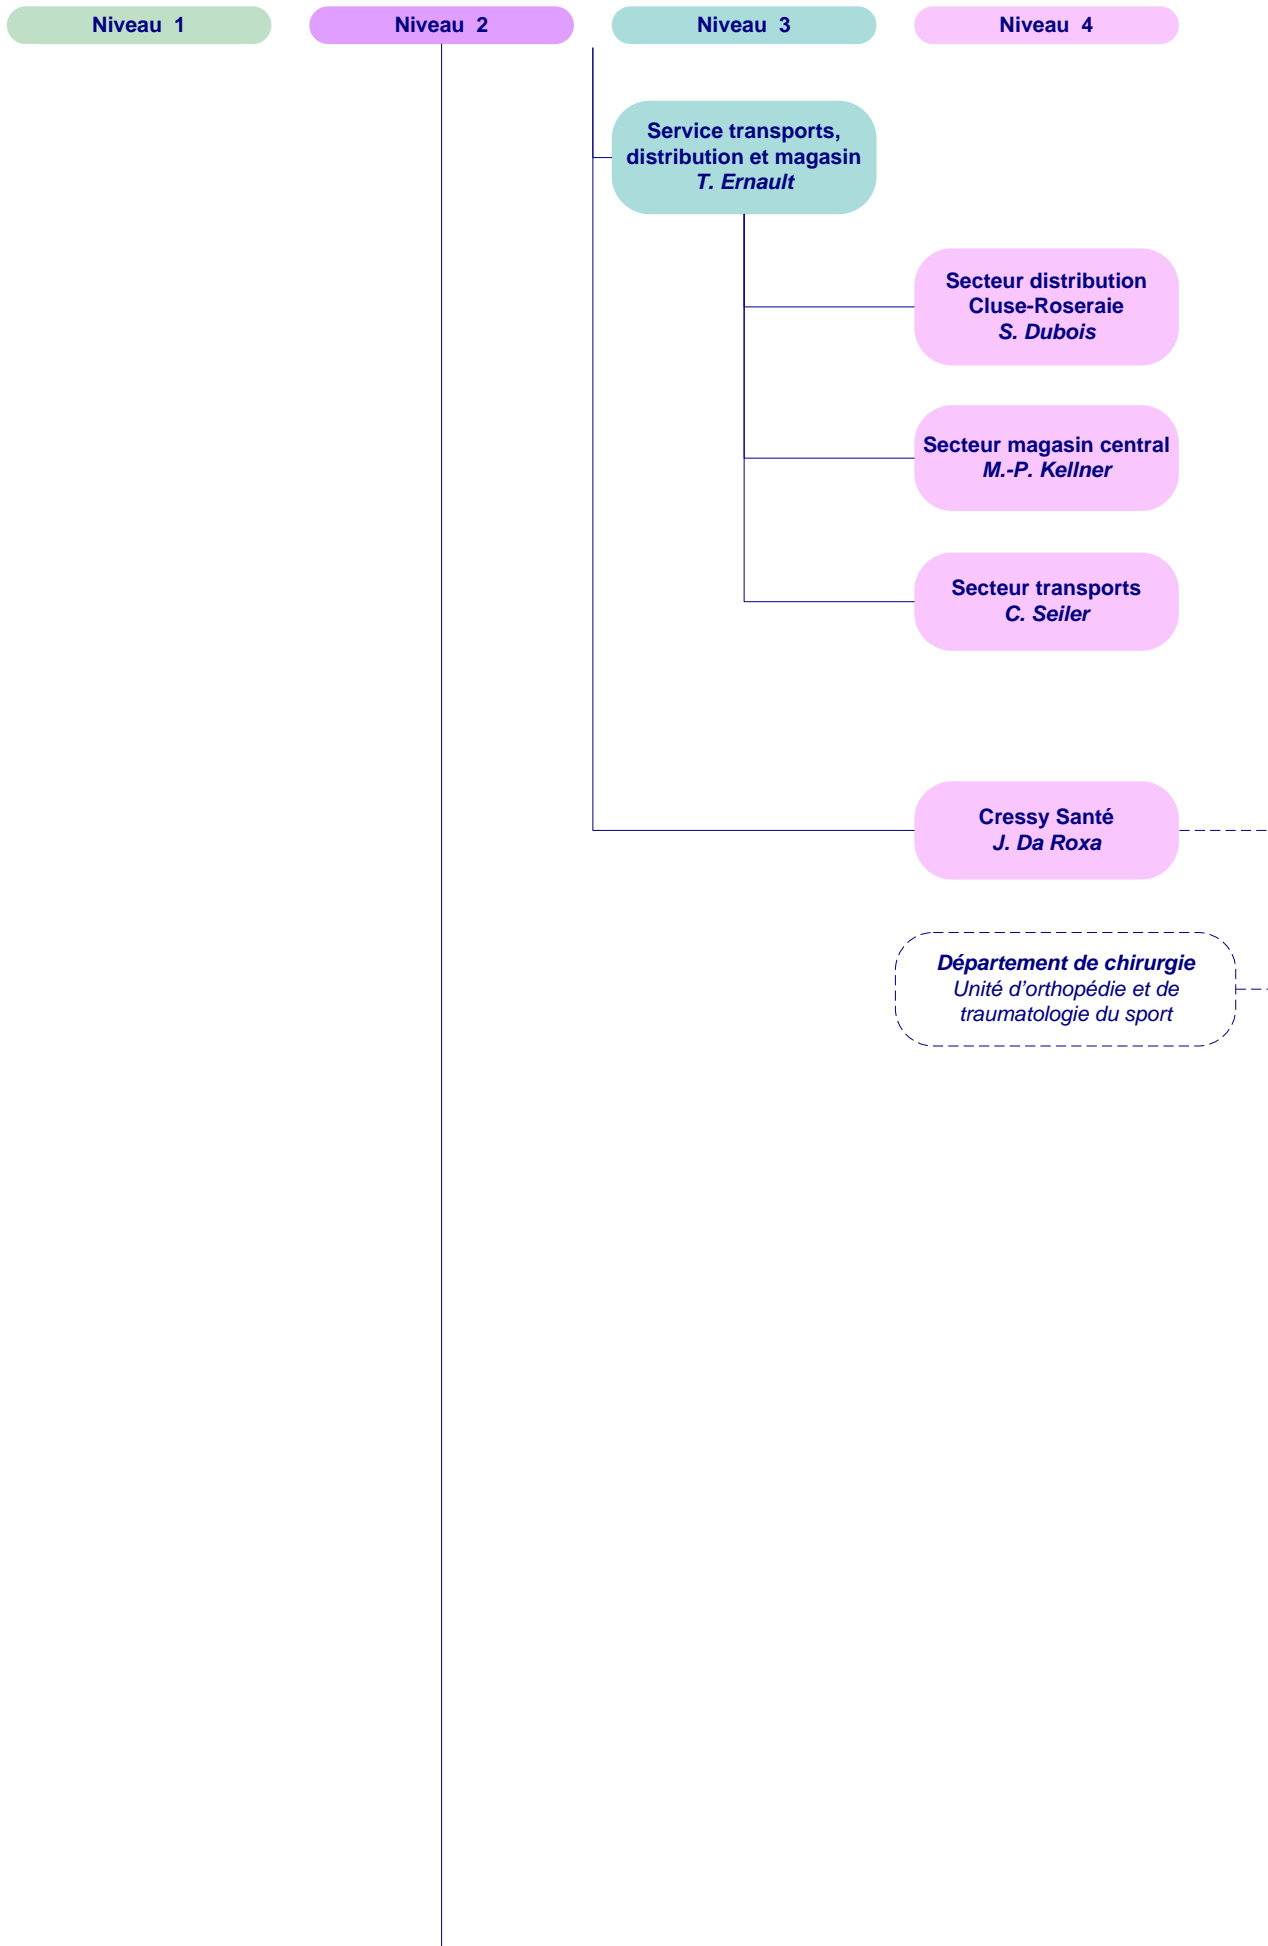 Niveau 1
Niveau 2
Niveau 3
Niveau 4
Service transports,
distribution et magasin
T. Ernault
Secteur distribution
Cluse-Roseraie
S. Dubois
Secteur magasin central
M.-P. Kellner
Secteur transports
C. Seiler
Cressy Santé
J. Da Roxa
Département de chirurgie
Unité d’orthopédie et de
traumatologie du sport